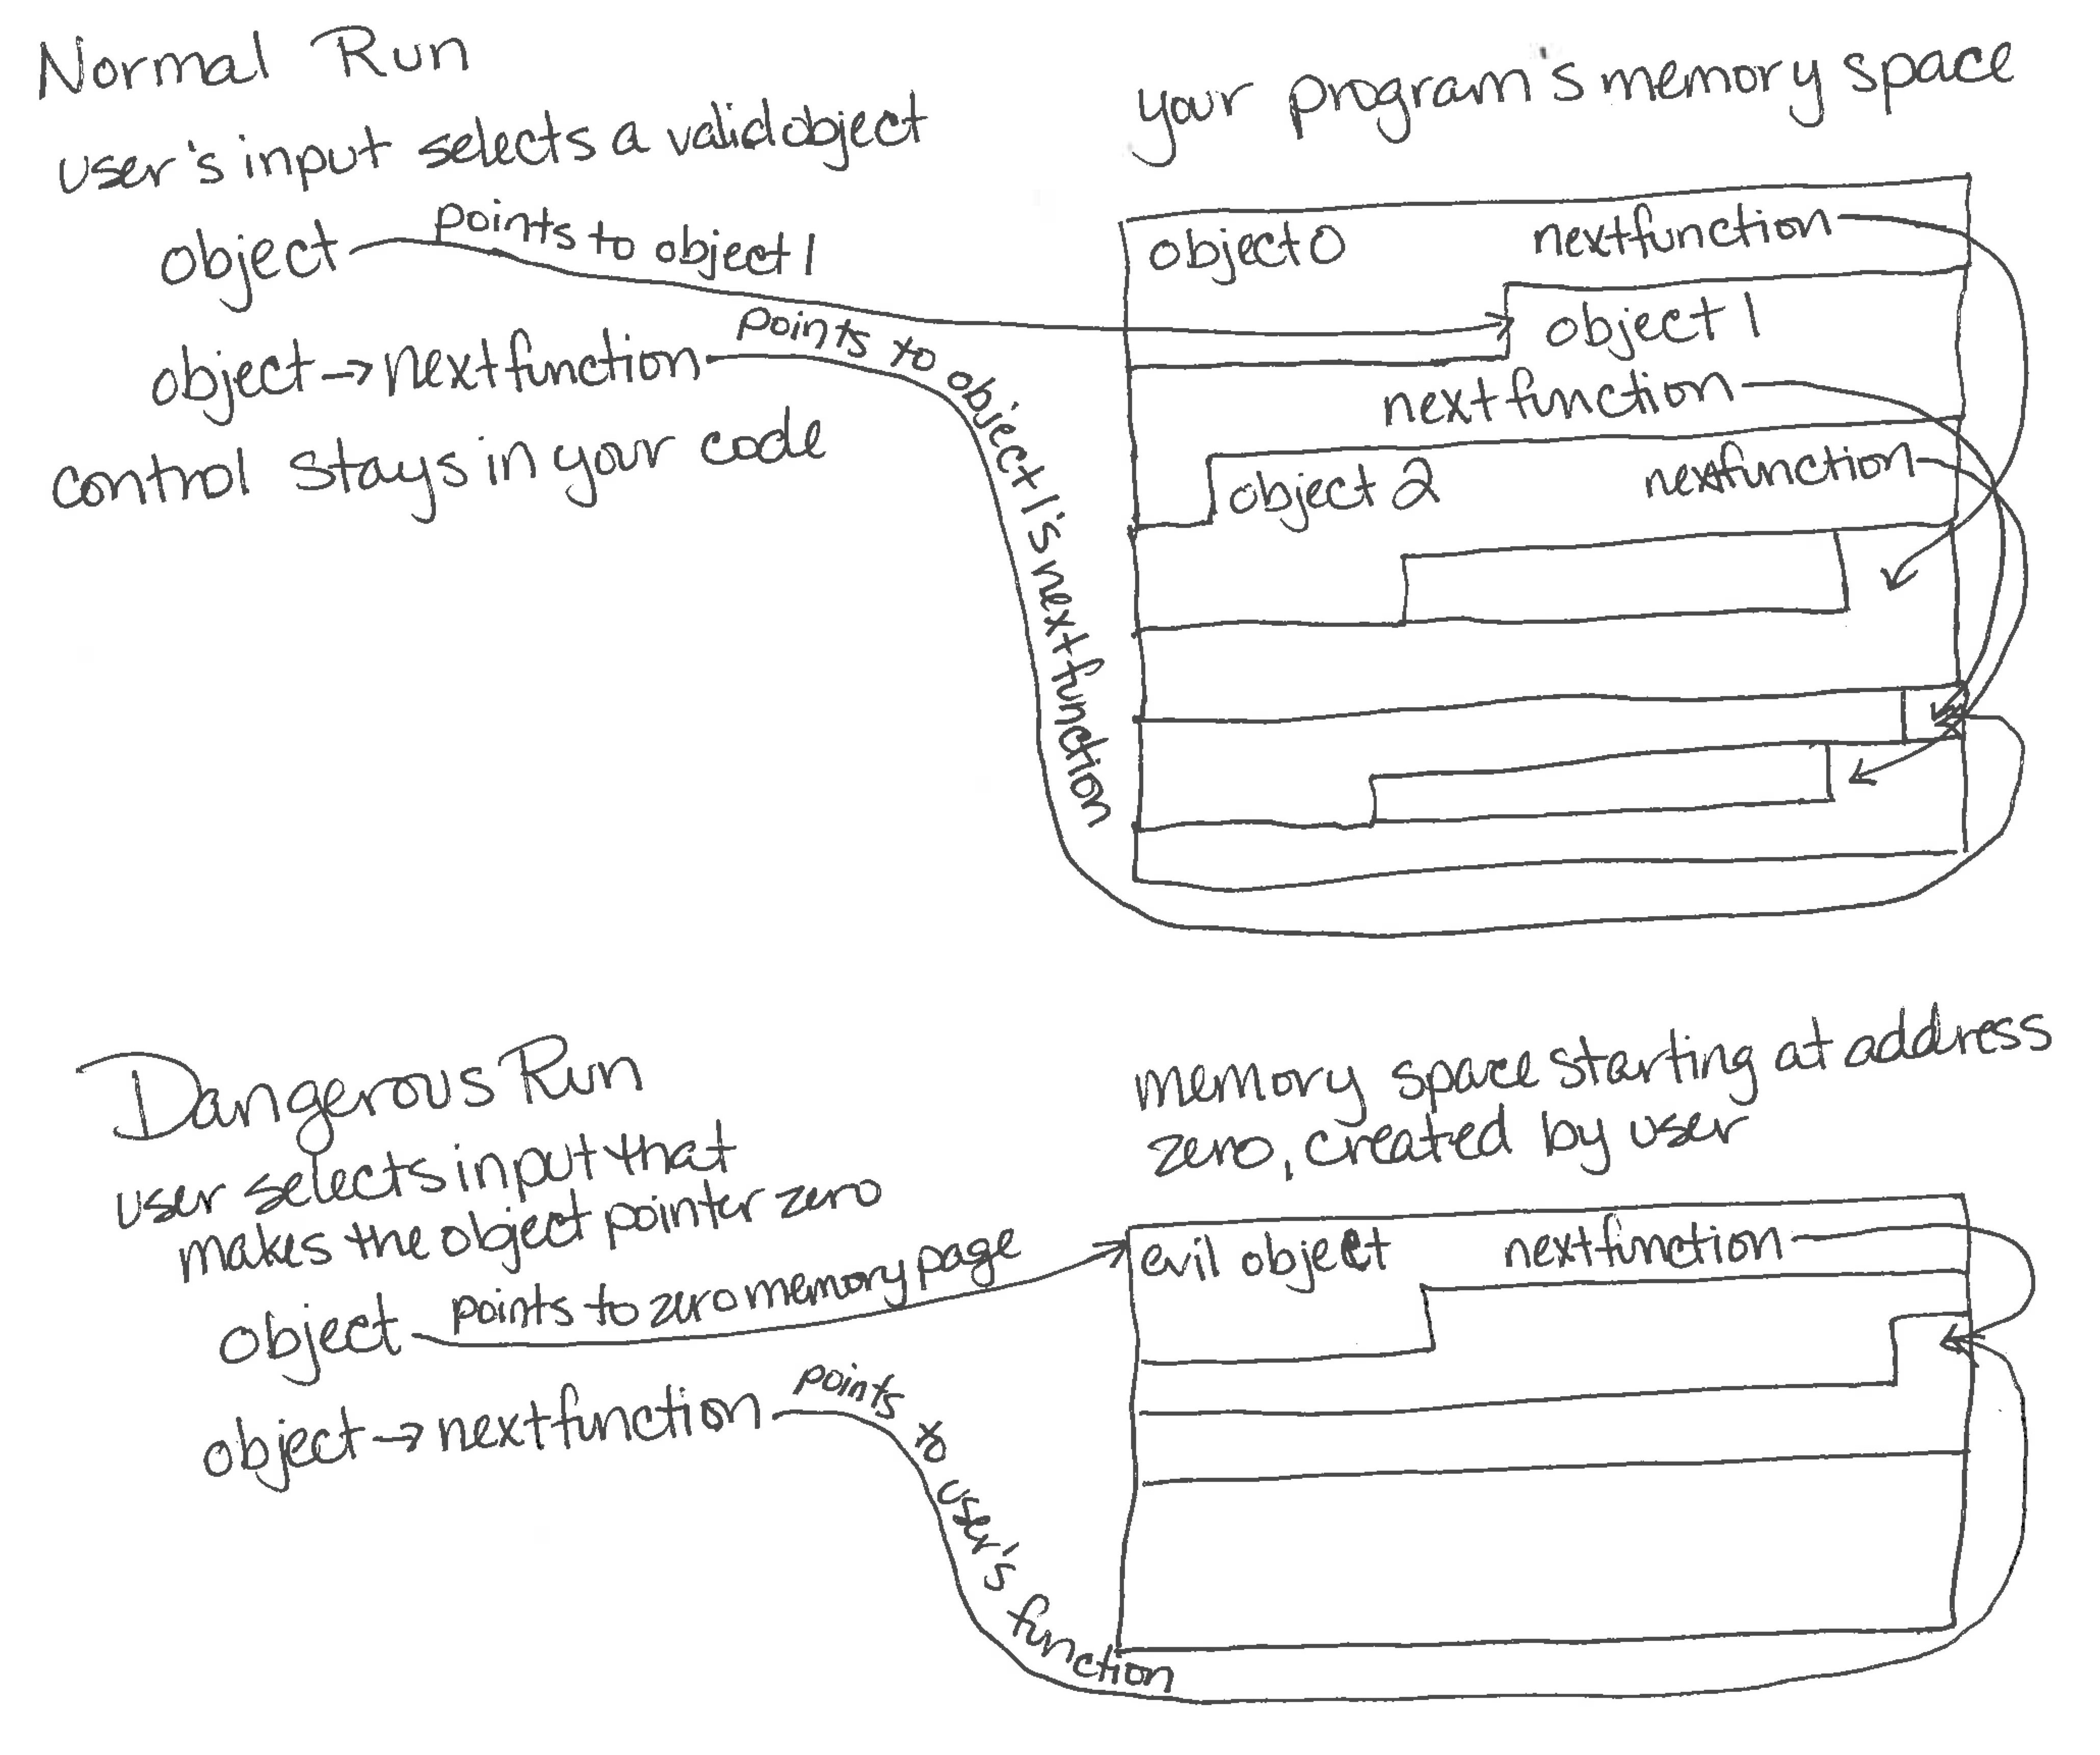 Normal Run
user's input selects a valid object
object points to object 1
object → nextfunction points to object 1's nextfunction
control stays in your code
your program's memory space
object 0 nextfunction
object 1
nextfunction
object 2 nextfunction
Dangerous Run
user selects input that
makes the object pointer zero
object points to zero memory page
object → nextfunction points to user's function
memory space starting at address
zero, created by user
evil object nextfunction